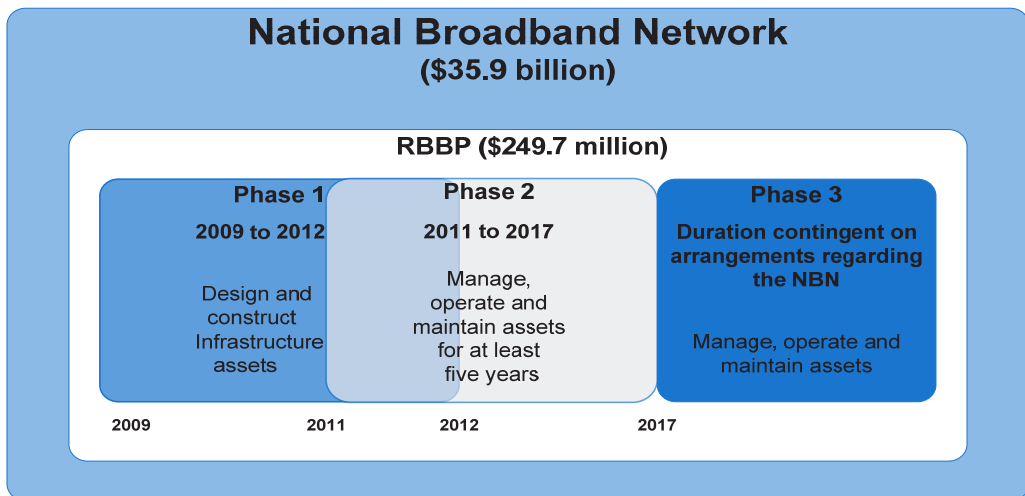 National Broadband Network
($35.9 billion)
RBBP ($249.7 million)
Phase 1
2009 to 2012
Design and
construct
Infrastructure
assets
Phase 2
2011 to 2017
Manage,
operate and
maintain assets
for at least
five years
Phase 3
Duration contingent on
arrangements regarding
the NBN
Manage, operate and
maintain assets
2009
2011
2012
2017